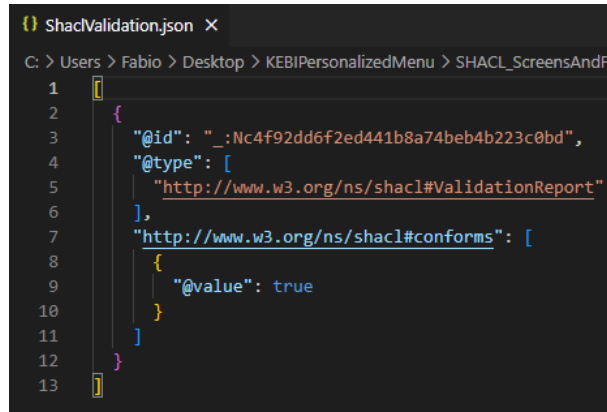 {} ShaclValidation.json ×
C: > Users > Fabio > Desktop > KEBIPersonalizedMenu > SHACL_ScreensAndF
1 [
2 {
3 "@id": "_:Nc4f92dd6f2ed441b8a74beb4b223c0bd",
4 "@type": [
5 "http://www.w3.org/ns/shacl#ValidationReport"
6 ],
7 "http://www.w3.org/ns/shacl#conforms": [
8 {
9 "@value": true
10 }
11 ]
12 }
13 ]